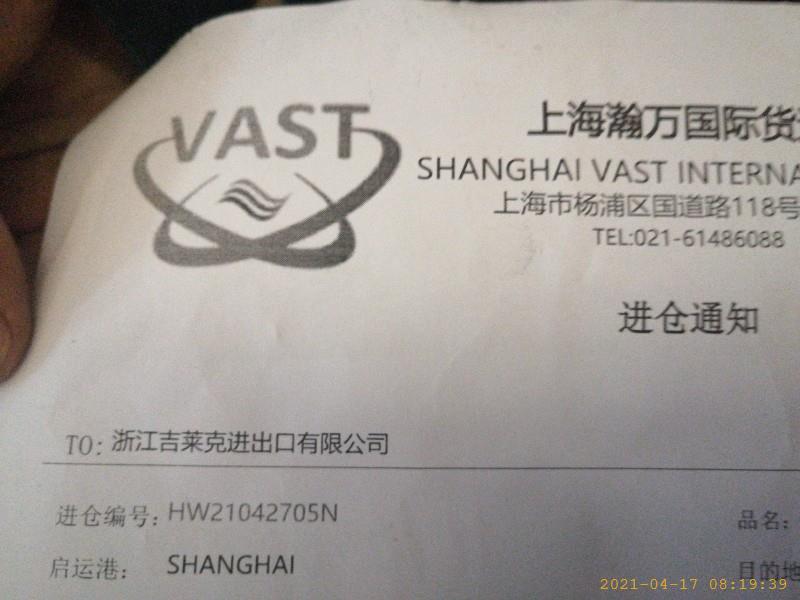 VAST
上海瀚万国际货
SHANGHAI VAST INTERNA
上海市杨浦区国道路118号
TEL:021-61486088
进仓通知
TO: 浙江吉莱克进出口有限公司
进仓编号: HW21042705N
品名:
启运港: SHANGHAI
目的地
2021-04-17 08:19:39